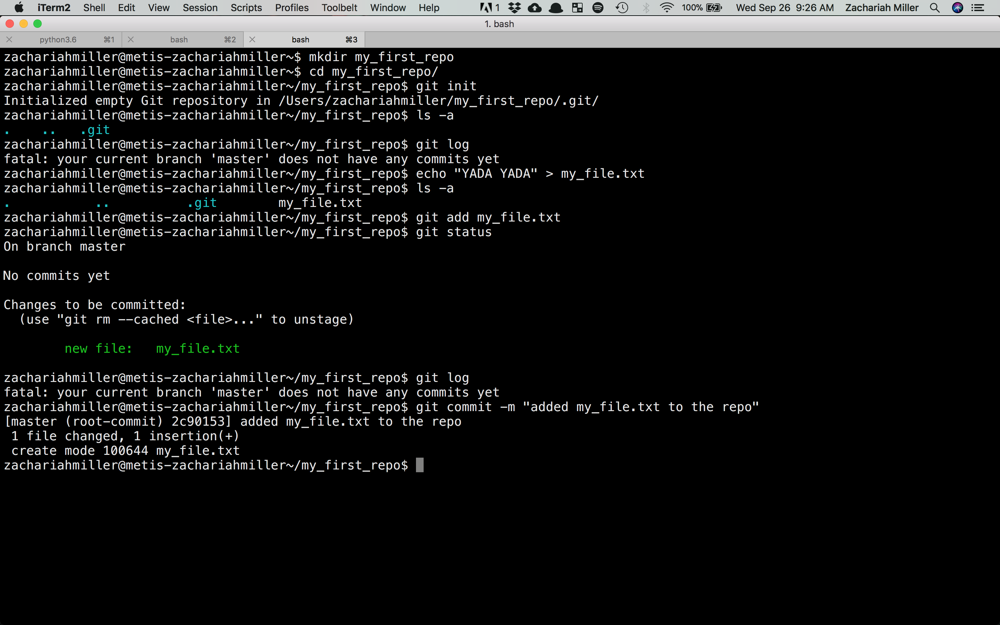 iTerm2 Shell Edit View Session Scripts Profiles Toolbelt Window Help 1 100% Wed Sep 26 9:26 AM Zachariah Miller
1. bash
python3.6 ⌘1 bash ⌘2 bash ⌘3
zachariahmiller@metis-zachariahmiller~$ mkdir my_first_repo
zachariahmiller@metis-zachariahmiller~$ cd my_first_repo/
zachariahmiller@metis-zachariahmiller~/my_first_repo$ git init
Initialized empty Git repository in /Users/zachariahmiller/my_first_repo/.git/
zachariahmiller@metis-zachariahmiller~/my_first_repo$ ls -a
. .. .git
zachariahmiller@metis-zachariahmiller~/my_first_repo$ git log
fatal: your current branch 'master' does not have any commits yet
zachariahmiller@metis-zachariahmiller~/my_first_repo$ echo "YADA YADA" > my_file.txt
zachariahmiller@metis-zachariahmiller~/my_first_repo$ ls -a
. .. .git my_file.txt
zachariahmiller@metis-zachariahmiller~/my_first_repo$ git add my_file.txt
zachariahmiller@metis-zachariahmiller~/my_first_repo$ git status
On branch master
No commits yet
Changes to be committed:
(use "git rm --cached <file>..." to unstage)
new file: my_file.txt
zachariahmiller@metis-zachariahmiller~/my_first_repo$ git log
fatal: your current branch 'master' does not have any commits yet
zachariahmiller@metis-zachariahmiller~/my_first_repo$ git commit -m "added my_file.txt to the repo"
[master (root-commit) 2c90153] added my_file.txt to the repo
1 file changed, 1 insertion(+)
create mode 100644 my_file.txt
zachariahmiller@metis-zachariahmiller~/my_first_repo$